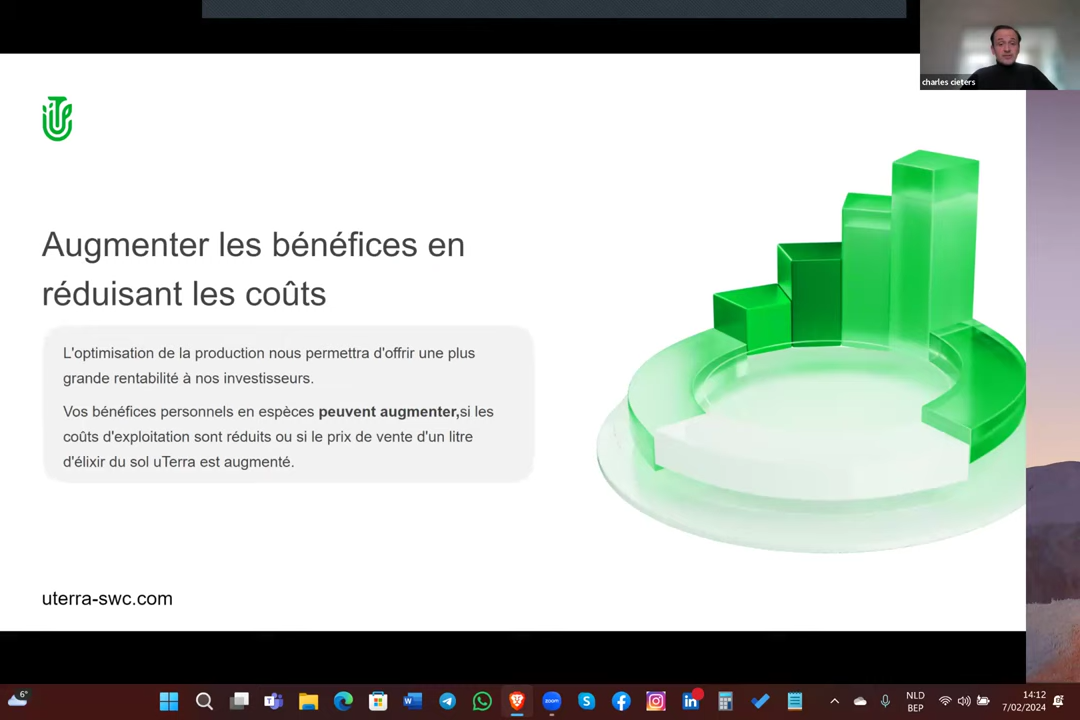 charles cieters
Augmenter les bénéfices en
réduisant les coûts
L'optimisation de la production nous permettra d'offrir une plus
grande rentabilité à nos investisseurs.
Vos bénéfices personnels en espèces peuvent augmenter,si les
coûts d'exploitation sont réduits ou si le prix de vente d'un litre
d'élixir du sol uTerra est augmenté.
uterra-swc.com
6°
zoom
NLD
BEP
14:12
7/02/2024